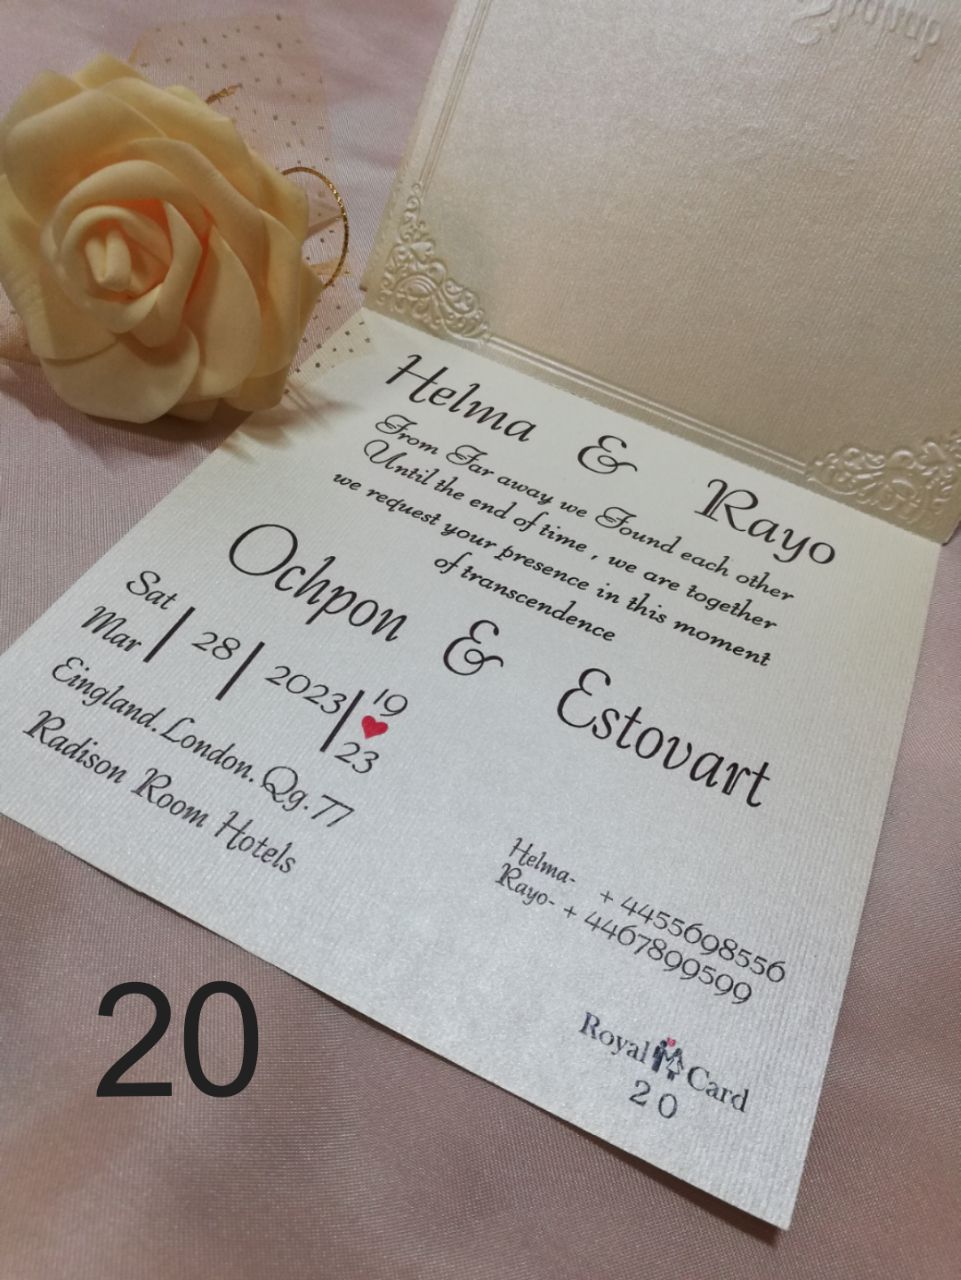 Helma & Rayo
From Far away we Found each other
Until the end of time , we are together
we request your presence in this moment
of transcendence
Ochpon & Estovart
Sat
Mar | 28 | 2023 | 19 ♥ 23
Eingland. London. Qg. 77
Radison Room Hotels
Helma- + 4455698556
Rayo- + 4467899599
Royal Card
20
20